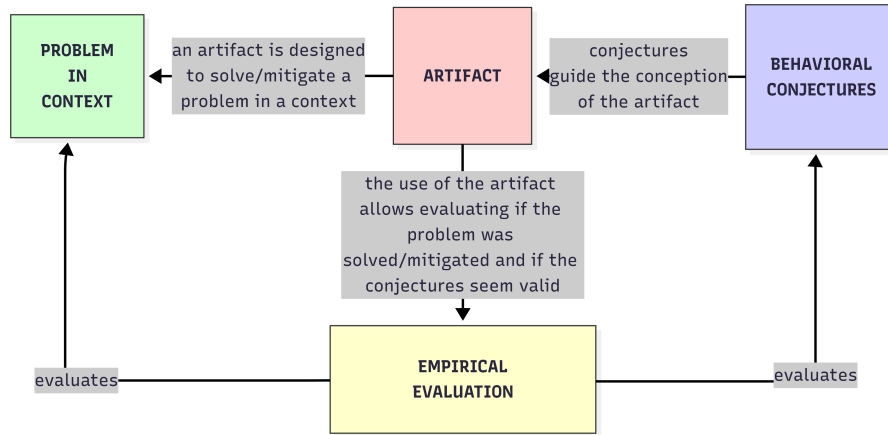 PROBLEM
IN
CONTEXT
an artifact is designed
to solve/mitigate a
problem in a context
ARTIFACT
conjectures
guide the conception
of the artifact
BEHAVIORAL
CONJECTURES
the use of the artifact
allows evaluating if the
problem was
solved/mitigated and if the
conjectures seem valid
EMPIRICAL
EVALUATION
evaluates
evaluates